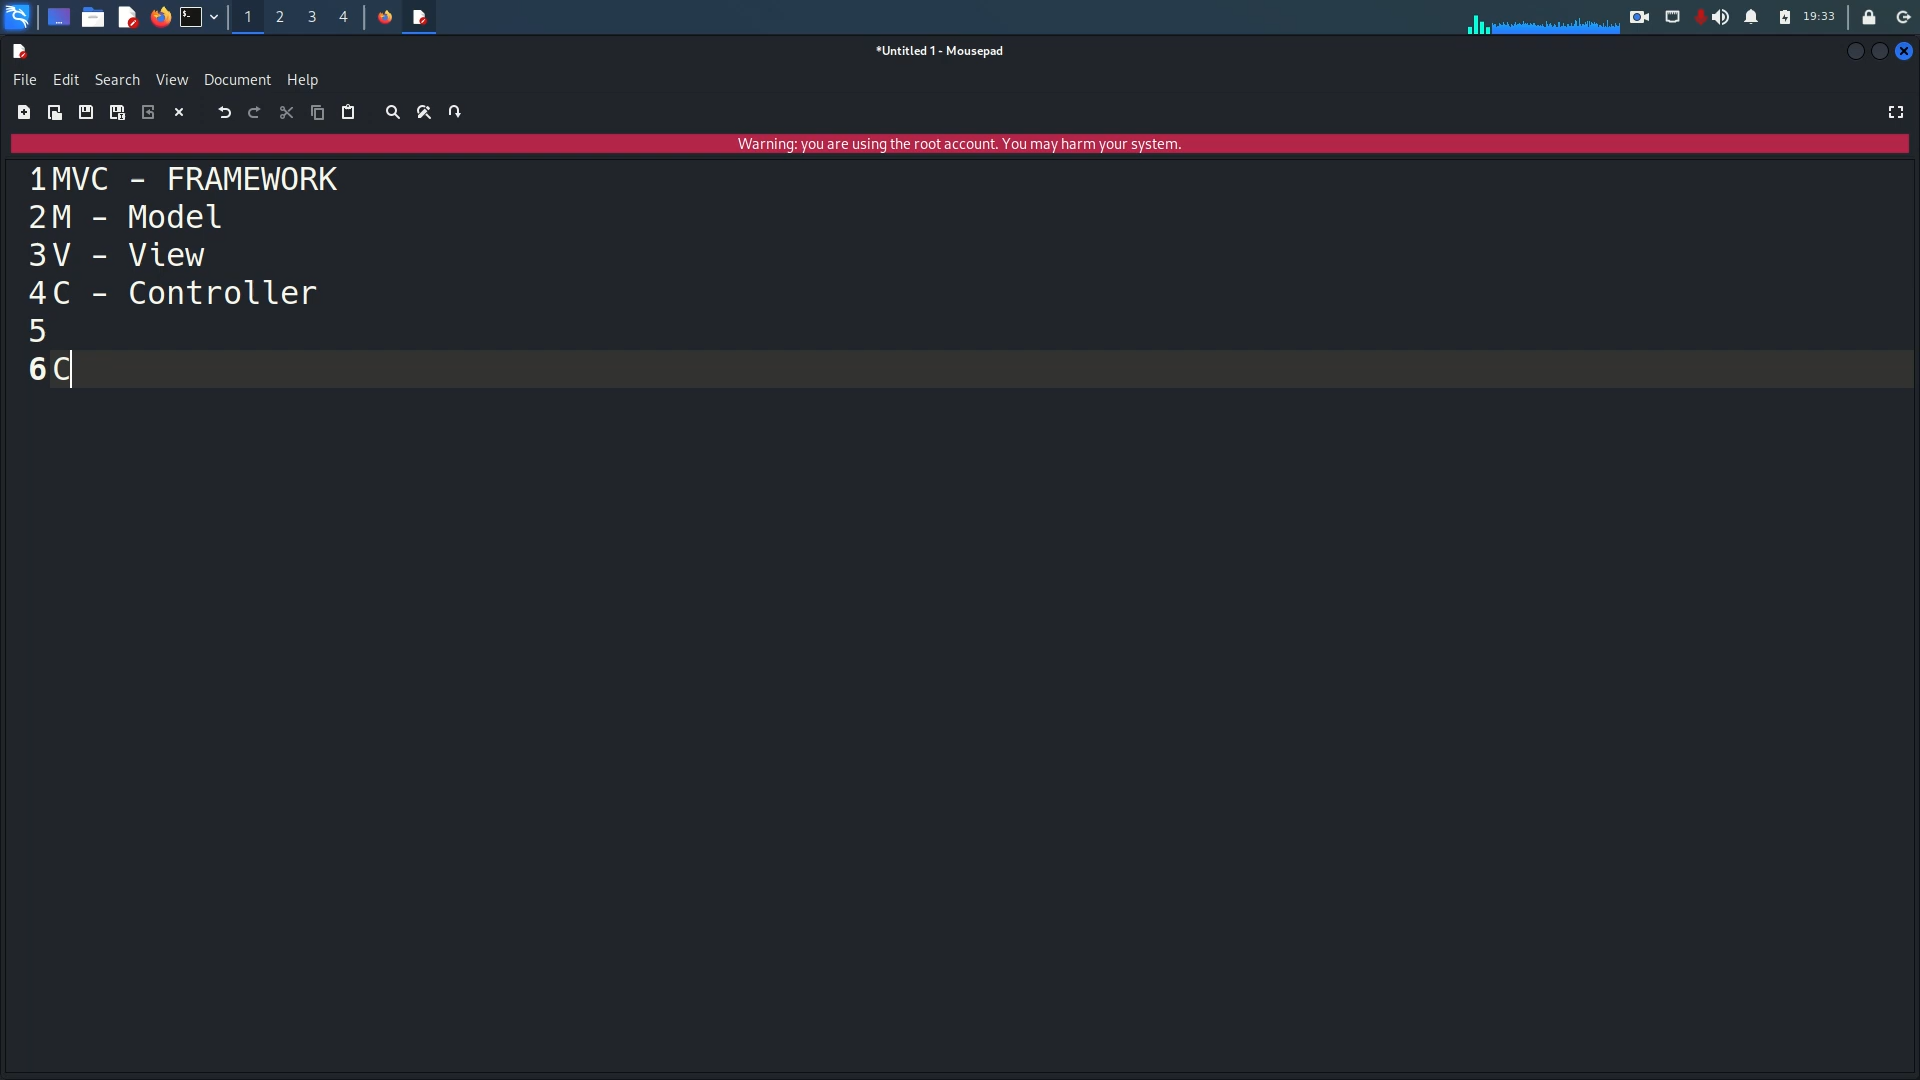 1 2 3 4 19:33
*Untitled 1 - Mousepad
File Edit Search View Document Help
Warning: you are using the root account. You may harm your system.
1 MVC - FRAMEWORK
2 M - Model
3 V - View
4 C - Controller
5
6 C